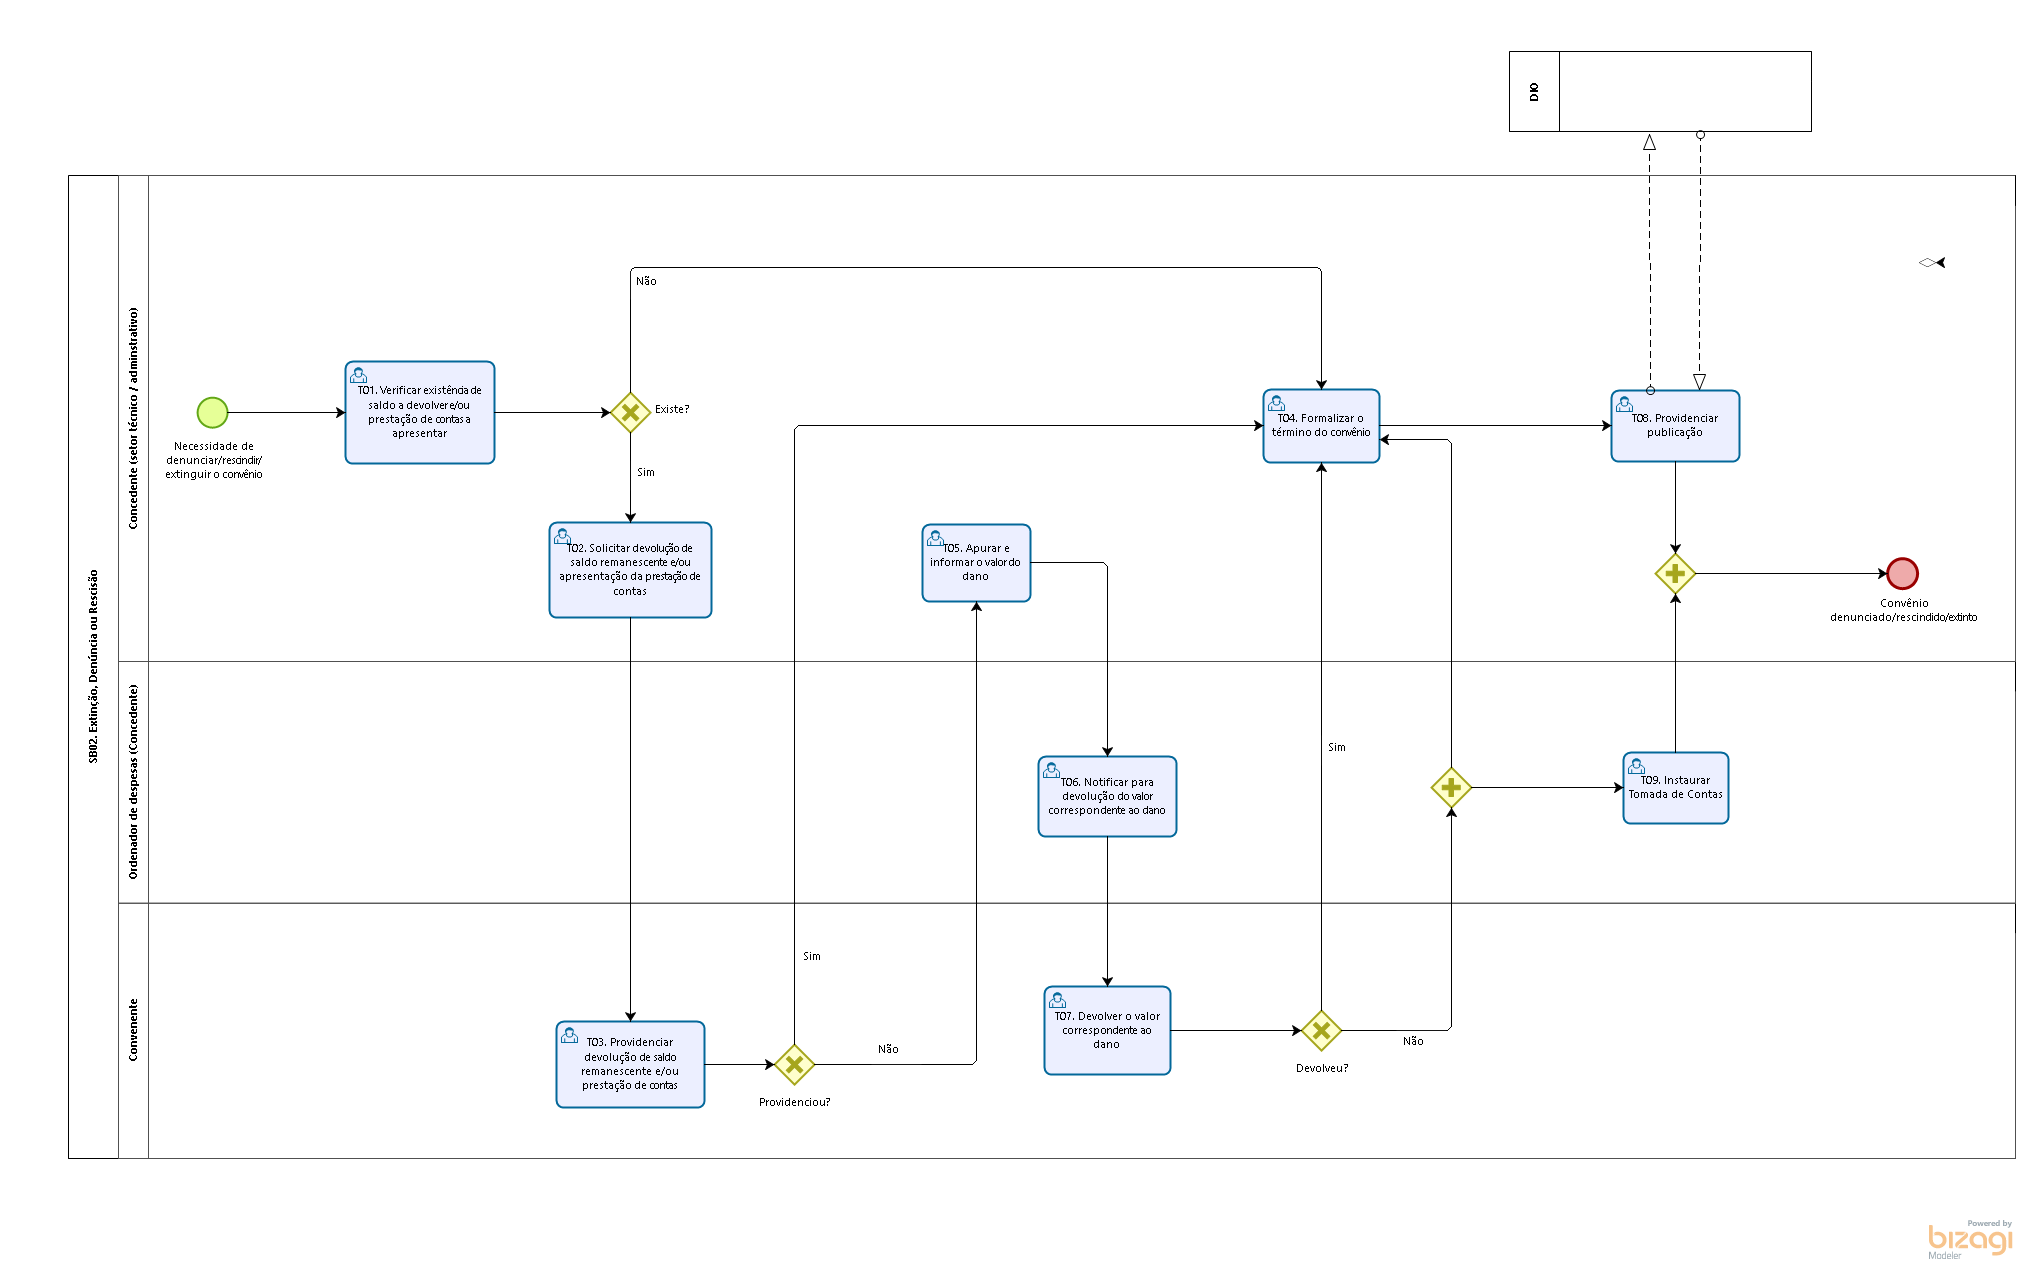 DIO
SB02. Extinção, Denúncia ou Rescisão
Concedente (setor técnico / adminstrativo)
Não
Necessidade de
denunciar/rescindir/
extinguir o convênio
T01. Verificar existência de
saldo a devolver e/ou
prestação de contas a
apresentar
Existe?
Sim
T02. Solicitar devolução de
saldo remanescente e/ou
apresentação da prestação de
contas
T05. Apurar e
informar o valor do
dano
T04. Formalizar o
término do convênio
T08. Providenciar
publicação
Convênio
denunciado/rescindido/extinto
Ordenador de despesas (Concedente)
T06. Notificar para
devolução do valor
correspondente ao dano
Sim
T09. Instaurar
Tomada de Contas
Convenente
T03. Providenciar
devolução de saldo
remanescente e/ou
prestação de contas
Sim
Providenciou?
Não
T07. Devolver o valor
correspondente ao
dano
Devolveu?
Não
Powered by
bizagi
Modeler